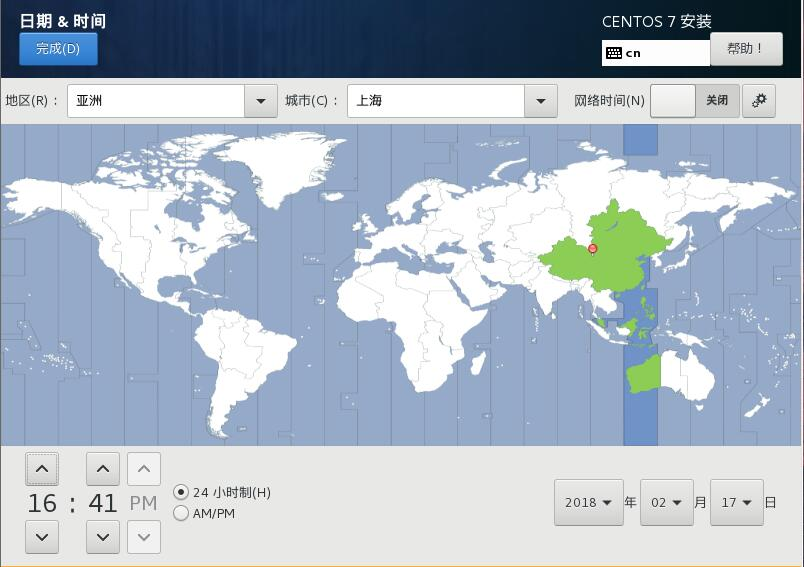 日期 & 时间
CENTOS 7 安装
完成(D)
cn
帮助！
地区(R)： 亚洲 城市(C)： 上海 网络时间(N) 关闭
16 : 41 PM
24 小时制(H)
AM/PM
2018 年 02 月 17 日